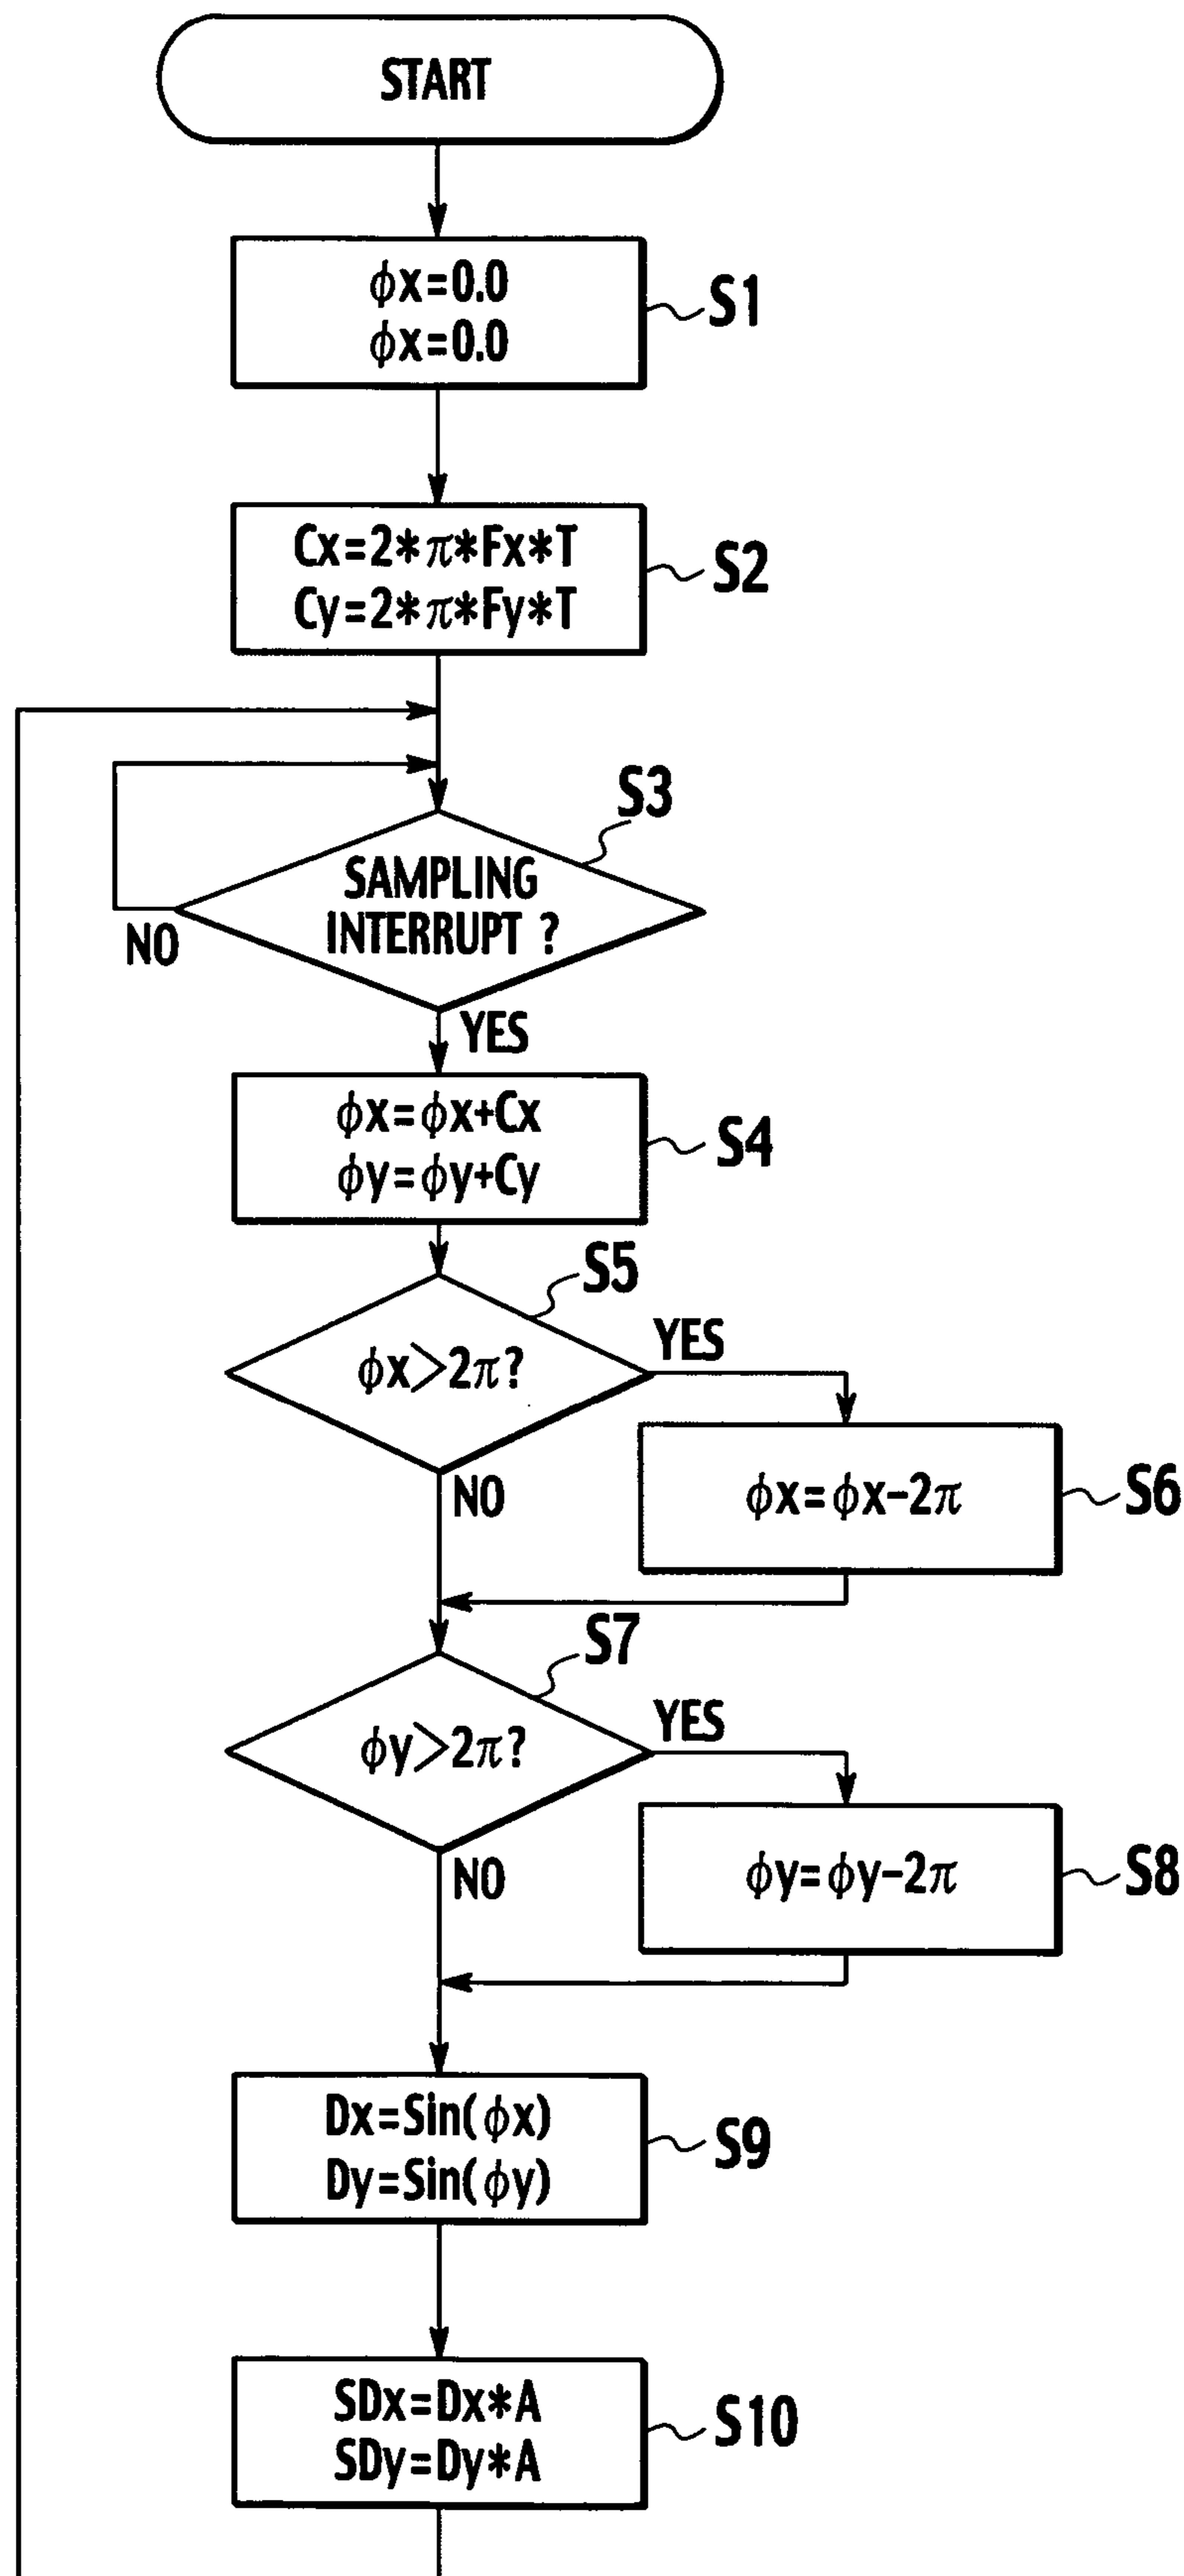 START
ϕx=0.0
ϕx=0.0
S1
Cx=2*π*Fx*T
Cy=2*π*Fy*T
S2
S3
SAMPLING
INTERRUPT ?
NO
YES
ϕx=ϕx+Cx
ϕy=ϕy+Cy
S4
S5
ϕx>2π?
YES
NO
ϕx=ϕx-2π
S6
S7
ϕy>2π?
YES
NO
ϕy=ϕy-2π
S8
Dx=Sin(ϕx)
Dy=Sin(ϕy)
S9
SDx=Dx*A
SDy=Dy*A
S10